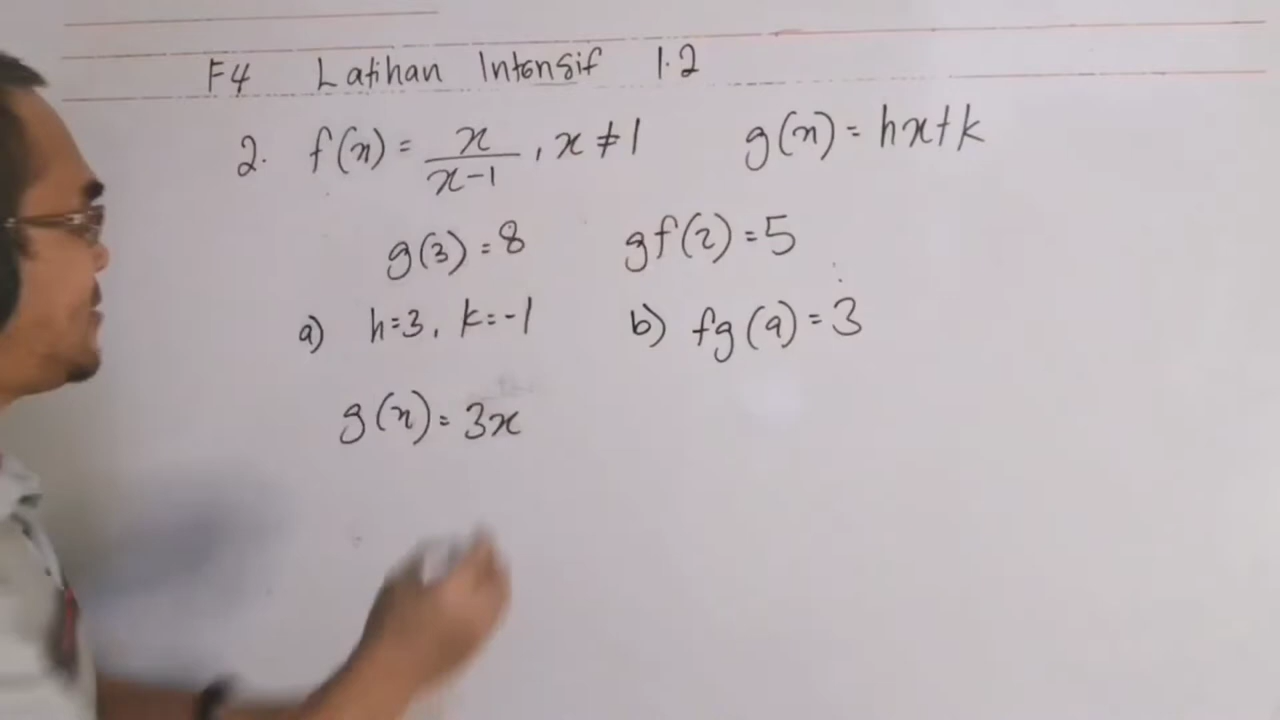 F4 Latihan Intensif 1.2
2. f(x) = x/(x-1), x ≠ 1 g(x) = hx+k
g(3) = 8 gf(2) = 5
a) h=3, k=-1 b) fg(a) = 3
g(x) = 3x